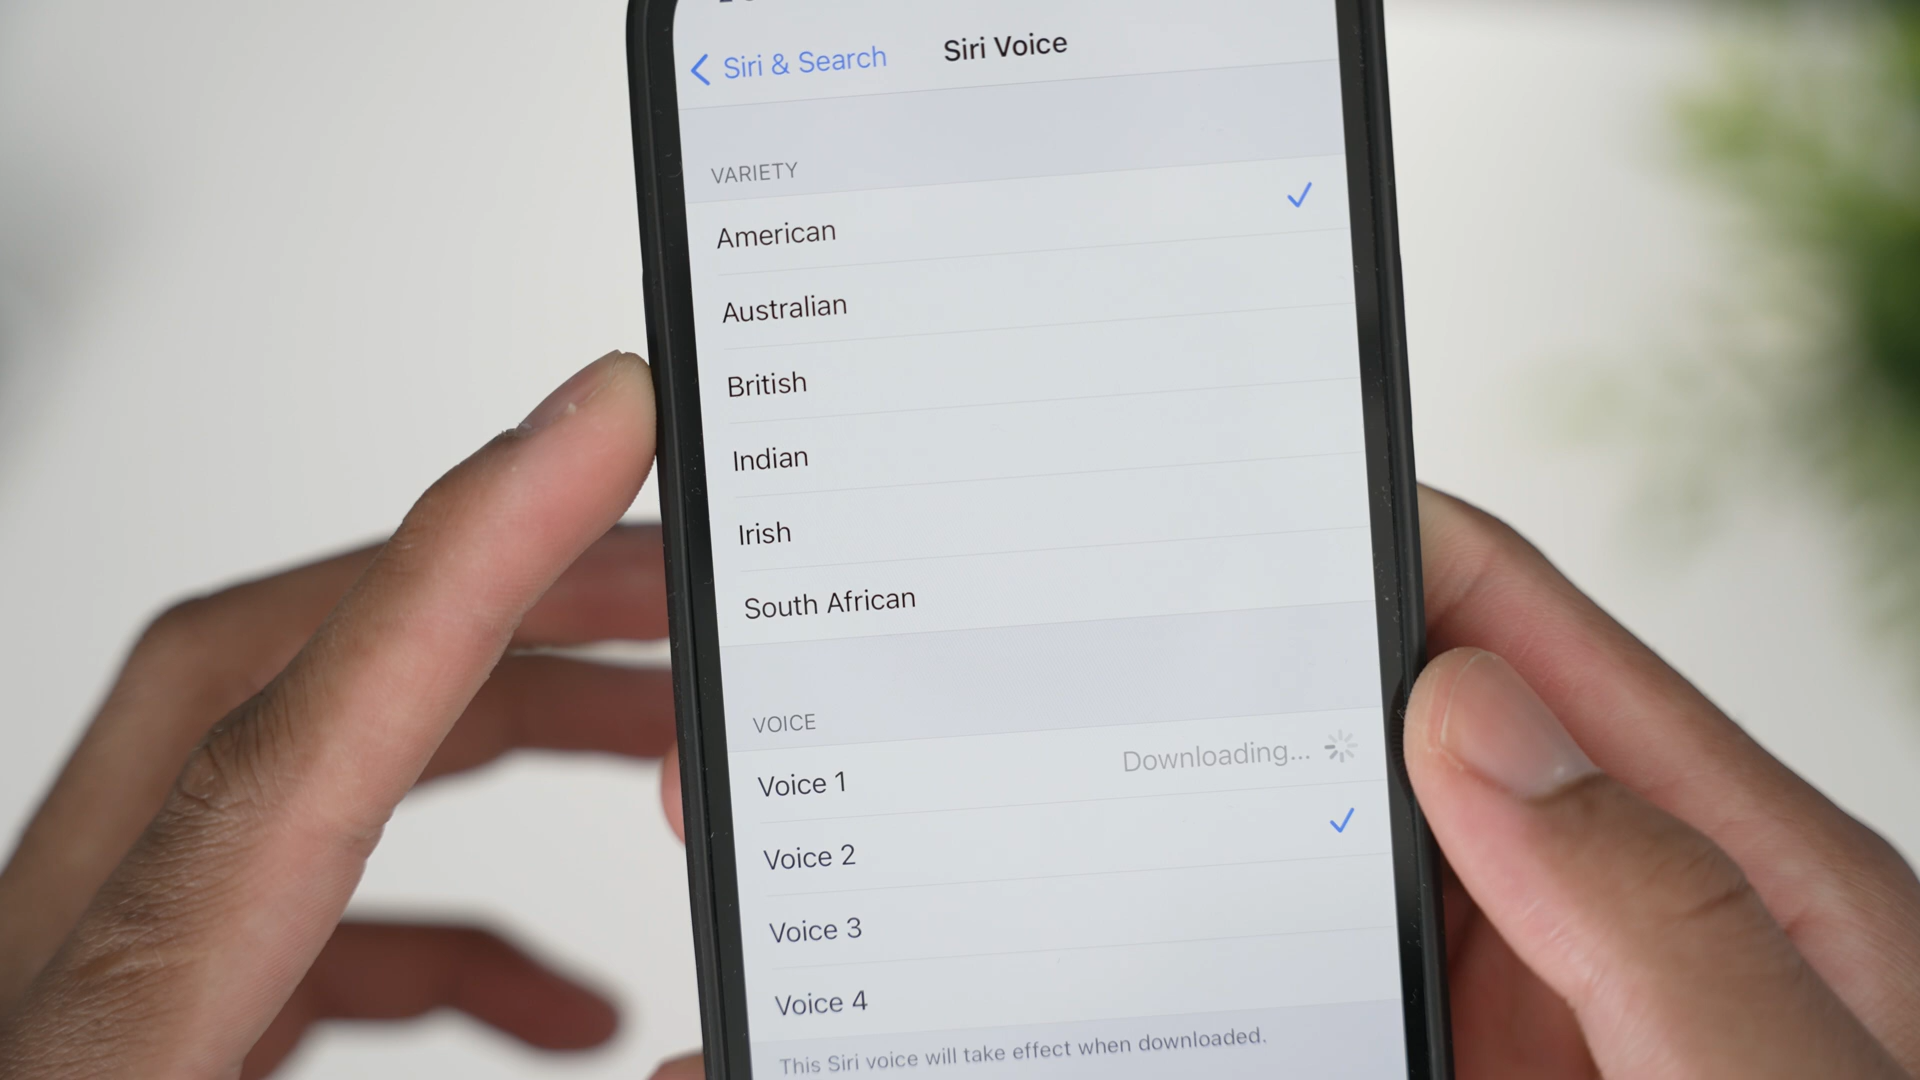 Siri & Search
Siri Voice
VARIETY
American
Australian
British
Indian
Irish
South African
VOICE
Voice 1 Downloading...
Voice 2
Voice 3
Voice 4
This Siri voice will take effect when downloaded.